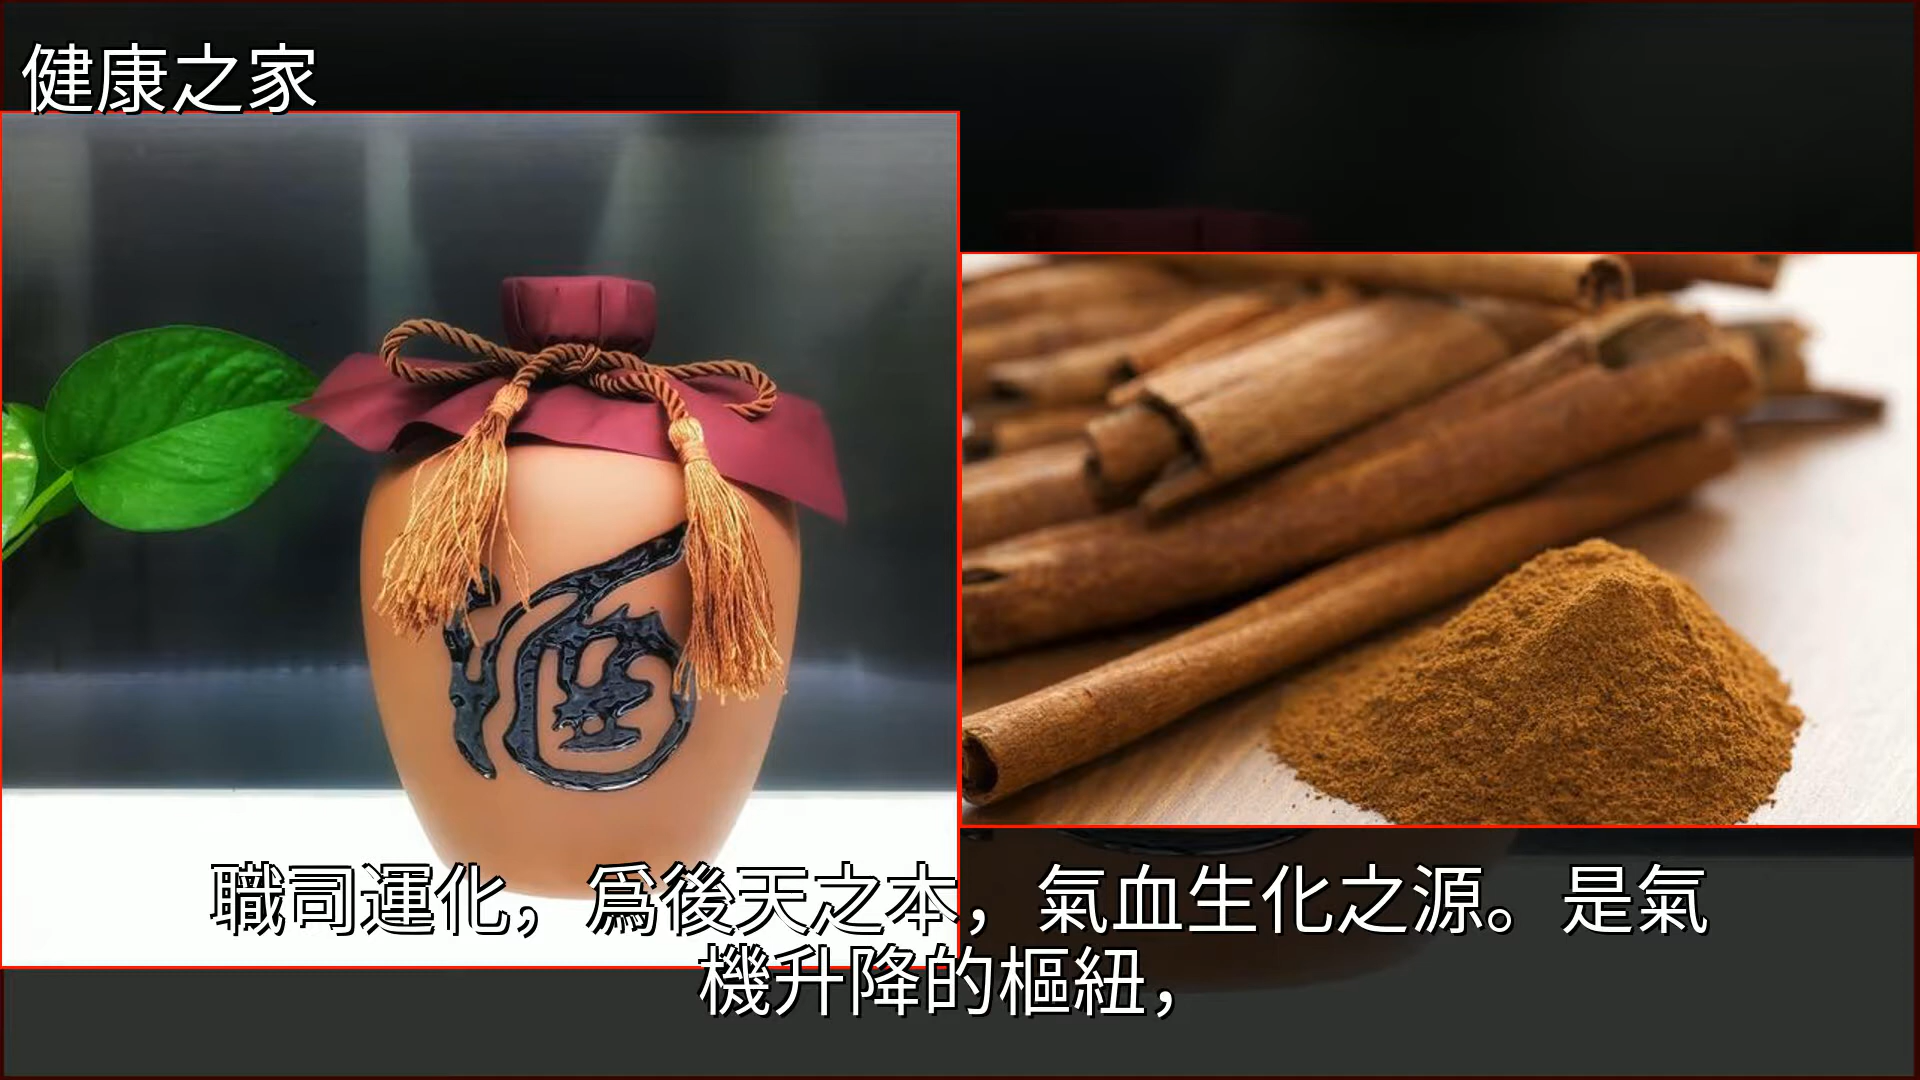 健康之家
酒
職司運化，爲後天之本，氣血生化之源。是氣
機升降的樞紐，